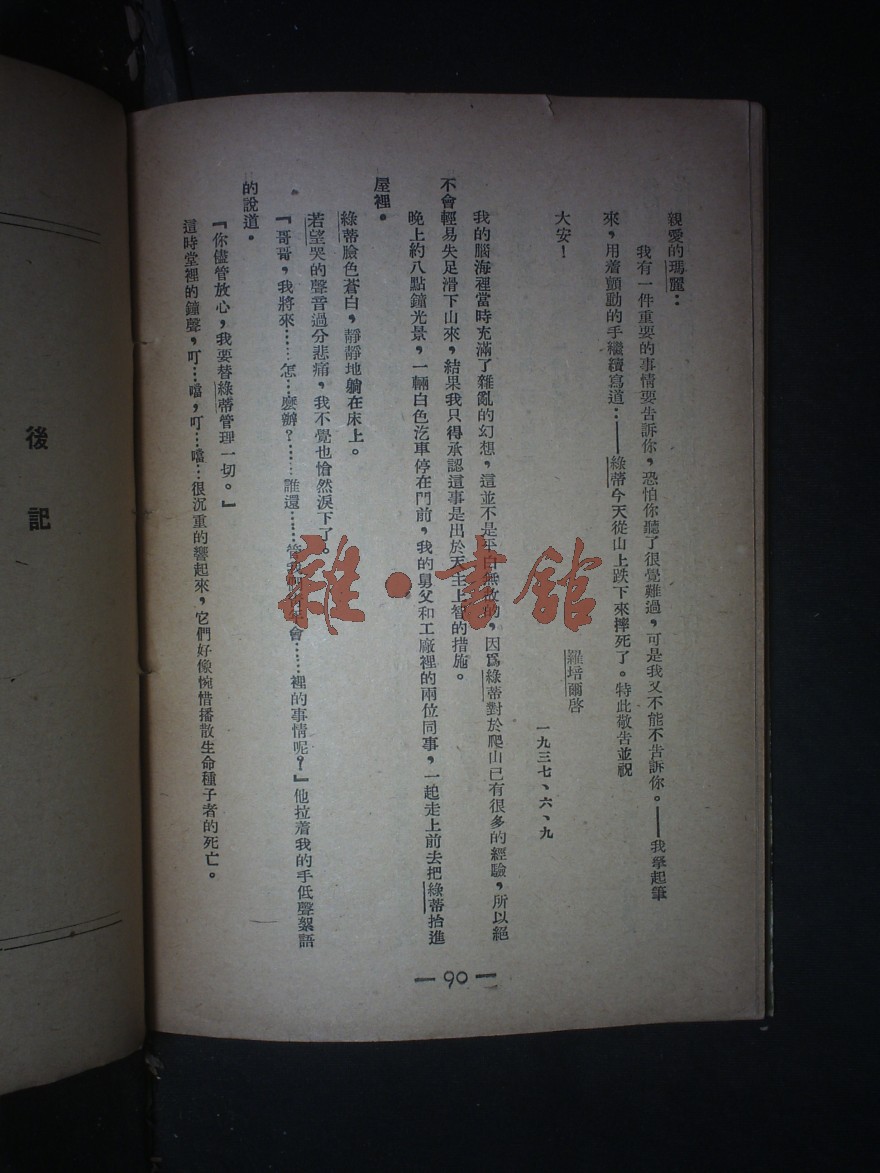 親愛的瑪麗：
我有一件重要的事情要告訴你，恐怕你聽了很覺難過，可是我又不能不告訴你。——我擧起筆
來，用着顫動的手繼續寫道：——綠蒂今天從山上跌下來摔死了。特此敬告並祝
大安！
羅培爾啓
一九三七、六、九
我的腦海裡當時充滿了雜亂的幻想，這並不是平白無故的，因爲綠蒂對於爬山已有很多的經驗，所以絕
不會輕易失足滑下山來，結果我只得承認這事是出於天主上智的措施。
晚上約八點鐘光景，一輛白色汽車停在門前，我的舅父和工廠裡的兩位同事，一起走上前去把綠蒂抬進
屋裡。
綠蒂臉色蒼白，靜靜地躺在床上。
若望哭的聲音過分悲痛，我不覺也愴然淚下了。
『哥哥，我將來……怎…麽辦？……誰還……管我會……裡的事情呢？』他拉着我的手低聲絮語
的說道。
『你儘管放心，我要替綠蒂管理一切。』
這時堂裡的鐘聲，叮…噹，叮…噹…很沉重的響起來，它們好像惋惜播散生命種子者的死亡。
— 90 —
後記
雜·書館